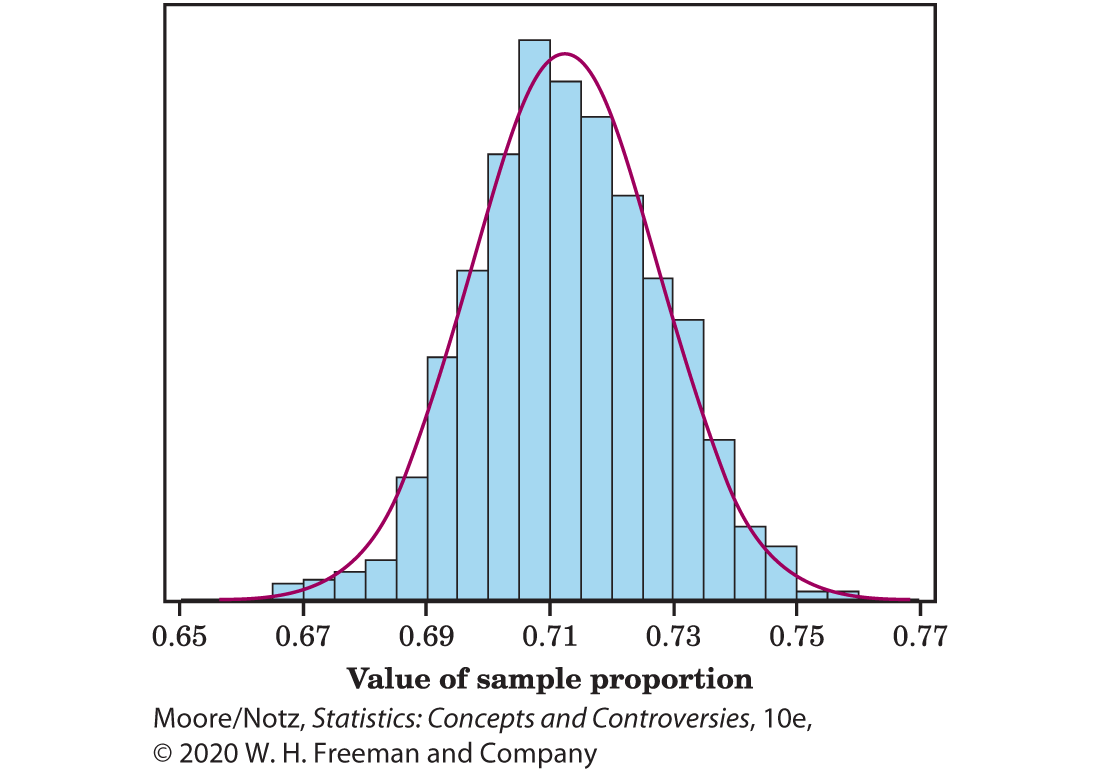 0.65 0.67 0.69 0.71 0.73 0.75 0.77
Value of sample proportion
Moore/Notz, Statistics: Concepts and Controversies, 10e,
© 2020 W. H. Freeman and Company